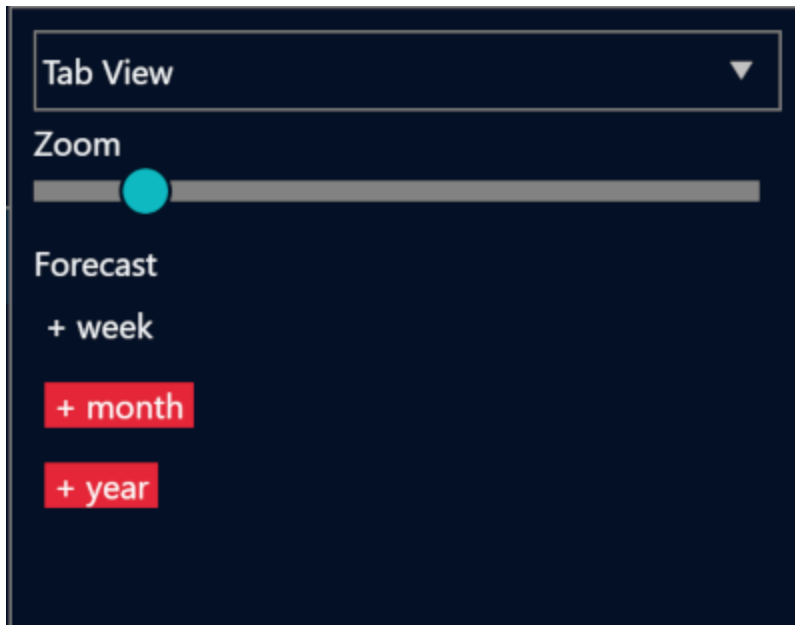 Tab View
Zoom
Forecast
+ week
+ month
+ year